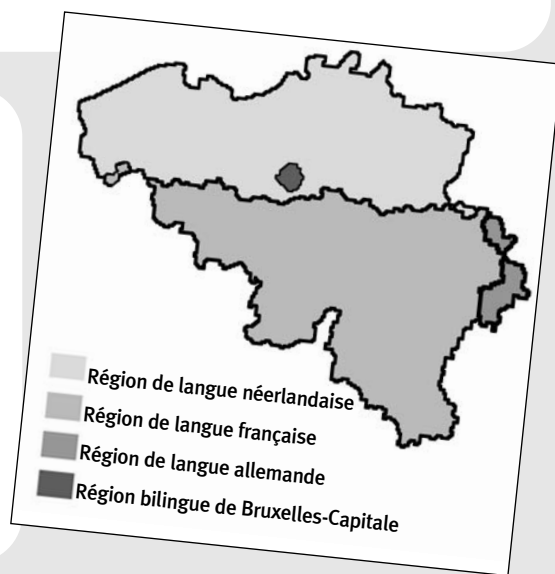 Région de langue néerlandaise
Région de langue française
Région de langue allemande
Région bilingue de Bruxelles-Capitale